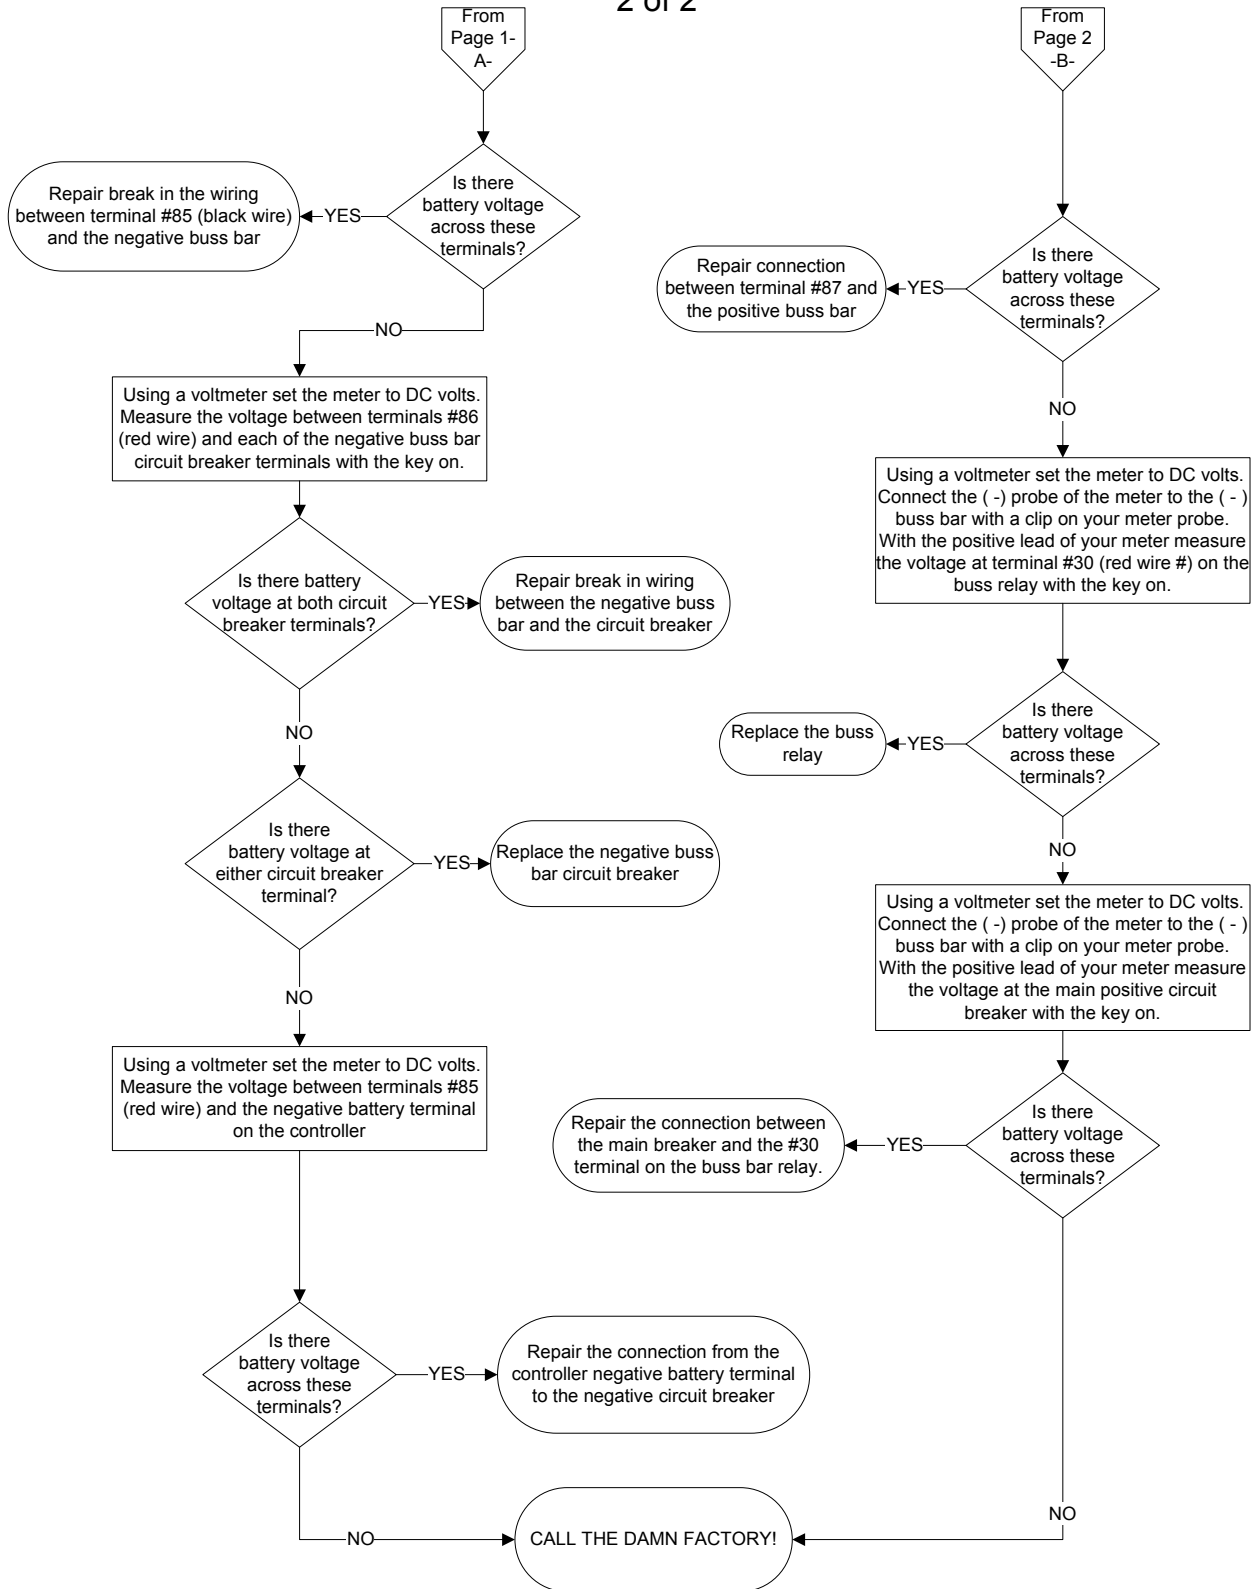 2 of 2
From
Page 1-
A-
Is there
battery voltage
across these
terminals?
YES
Repair break in the wiring
between terminal #85 (black wire)
and the negative buss bar
NO
Using a voltmeter set the meter to DC volts.
Measure the voltage between terminals #86
(red wire) and each of the negative buss bar
circuit breaker terminals with the key on.
Is there battery
voltage at both circuit
breaker terminals?
YES
Repair break in wiring
between the negative buss
bar and the circuit breaker
NO
Is there
battery voltage at
either circuit breaker
terminal?
YES
Replace the negative buss
bar circuit breaker
NO
Using a voltmeter set the meter to DC volts.
Measure the voltage between terminals #85
(red wire) and the negative battery terminal
on the controller
Is there
battery voltage
across these
terminals?
YES
Repair the connection from the
controller negative battery terminal
to the negative circuit breaker
NO
CALL THE DAMN FACTORY!
From
Page 2
-B-
Is there
battery voltage
across these
terminals?
YES
Repair connection
between terminal #87 and
the positive buss bar
NO
Using a voltmeter set the meter to DC volts.
Connect the ( -) probe of the meter to the ( - )
buss bar with a clip on your meter probe.
With the positive lead of your meter measure
the voltage at terminal #30 (red wire #) on the
buss relay with the key on.
Is there
battery voltage
across these
terminals?
YES
Replace the buss
relay
NO
Using a voltmeter set the meter to DC volts.
Connect the ( -) probe of the meter to the ( - )
buss bar with a clip on your meter probe.
With the positive lead of your meter measure
the voltage at the main positive circuit
breaker with the key on.
Is there
battery voltage
across these
terminals?
YES
Repair the connection between
the main breaker and the #30
terminal on the buss bar relay.
NO